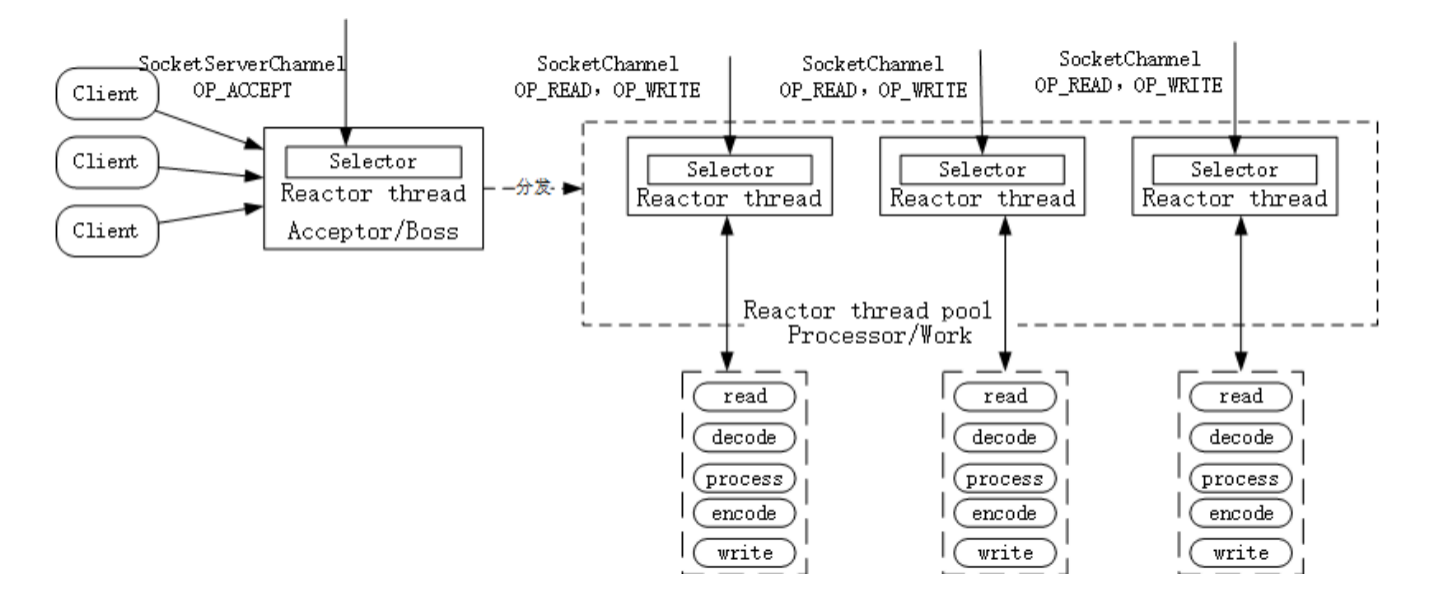 SocketServerChannel
OP_ACCEPT
Client
Client
Client
Selector
Reactor thread
Acceptor/Boss
分发
SocketChannel
OP_READ，OP_WRITE
SocketChannel
OP_READ，OP_WRITE
SocketChannel
OP_READ，OP_WRITE
Selector
Reactor thread
Selector
Reactor thread
Selector
Reactor thread
Reactor thread pool
Processor/Work
read
decode
process
encode
write
read
decode
process
encode
write
read
decode
process
encode
write